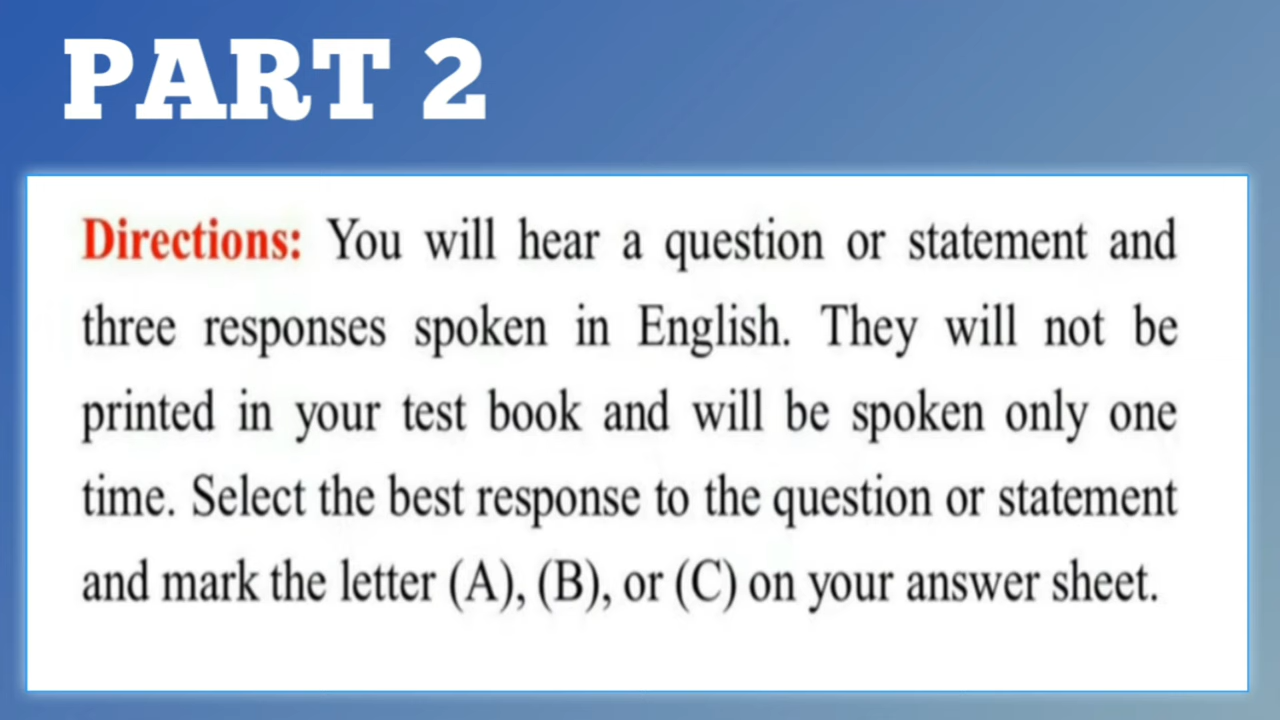 PART 2
Directions: You will hear a question or statement and
three responses spoken in English. They will not be
printed in your test book and will be spoken only one
time. Select the best response to the question or statement
and mark the letter (A), (B), or (C) on your answer sheet.